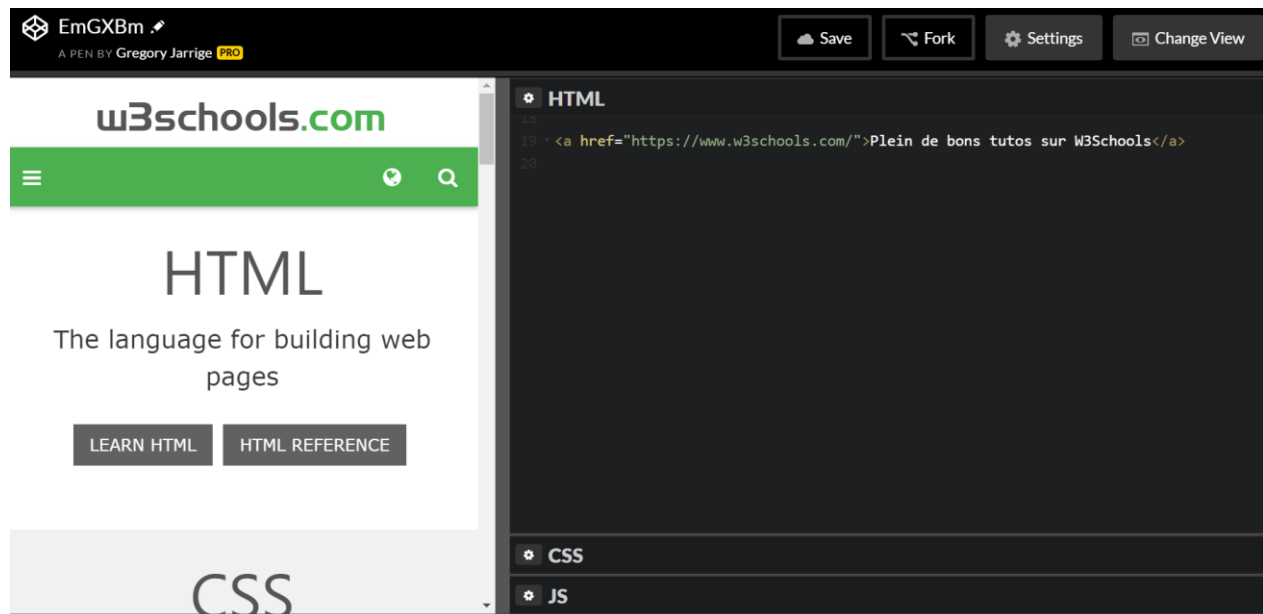 EmGXBm
A PEN BY Gregory Jarrige PRO
Save
Fork
Settings
Change View
w3schools.com
HTML
The language for building web
pages
LEARN HTML
HTML REFERENCE
CSS
HTML
18
19 <a href="https://www.w3schools.com/">Plein de bons tutos sur W3Schools</a>
20
CSS
JS